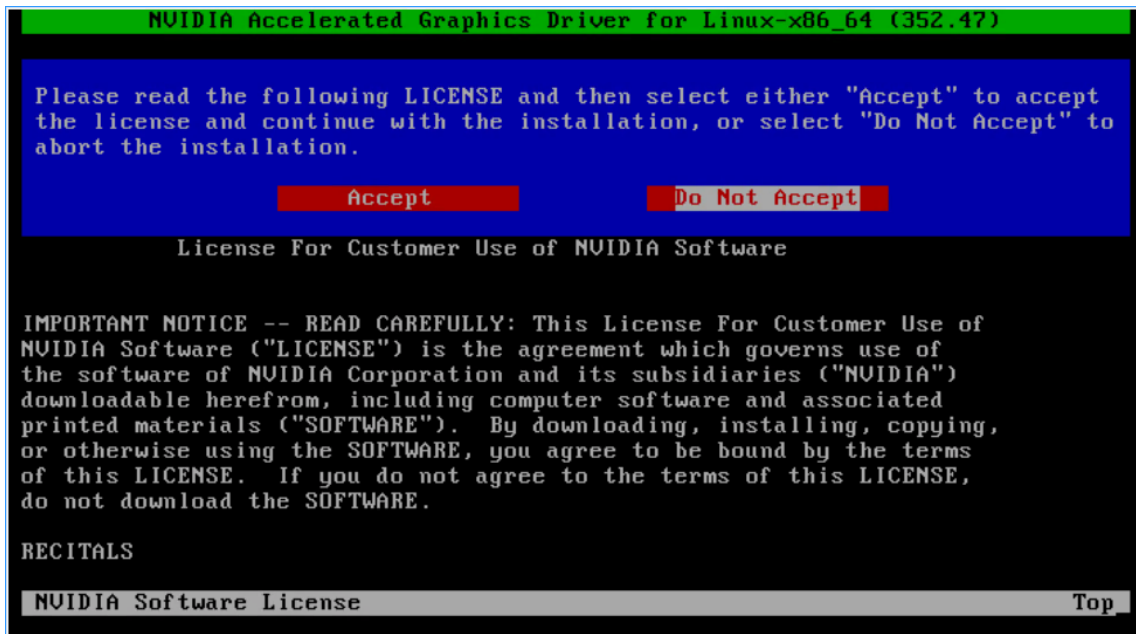 NVIDIA Accelerated Graphics Driver for Linux-x86_64 (352.47)
Please read the following LICENSE and then select either "Accept" to accept
the license and continue with the installation, or select "Do Not Accept" to
abort the installation.
Accept Do Not Accept
License For Customer Use of NVIDIA Software
IMPORTANT NOTICE -- READ CAREFULLY: This License For Customer Use of
NVIDIA Software ("LICENSE") is the agreement which governs use of
the software of NVIDIA Corporation and its subsidiaries ("NVIDIA")
downloadable herefrom, including computer software and associated
printed materials ("SOFTWARE").  By downloading, installing, copying,
or otherwise using the SOFTWARE, you agree to be bound by the terms
of this LICENSE.  If you do not agree to the terms of this LICENSE,
do not download the SOFTWARE.
RECITALS
NVIDIA Software License Top